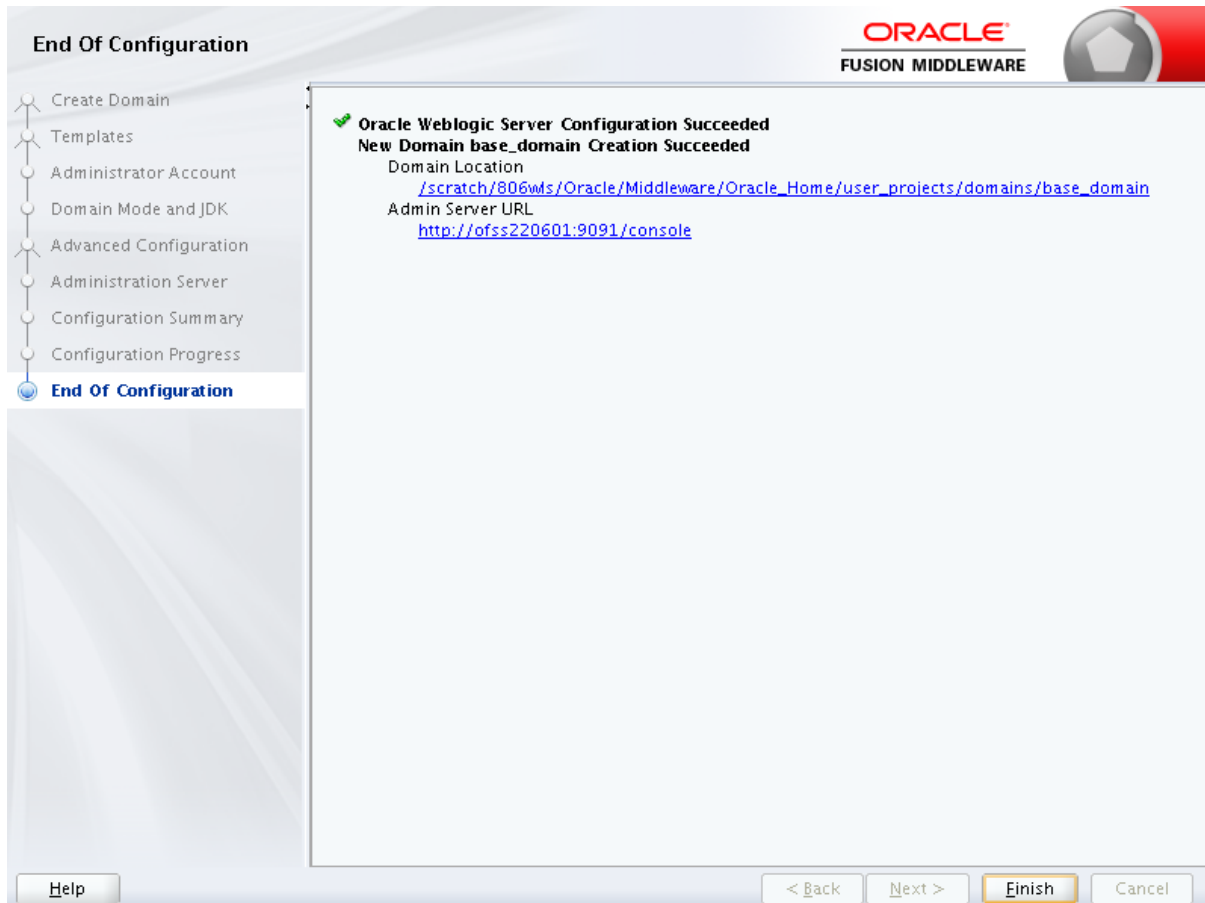 End Of Configuration
ORACLE
FUSION MIDDLEWARE
Create Domain
Templates
Administrator Account
Domain Mode and JDK
Advanced Configuration
Administration Server
Configuration Summary
Configuration Progress
End Of Configuration
Oracle Weblogic Server Configuration Succeeded
New Domain base_domain Creation Succeeded
Domain Location
/scratch/806wls/Oracle/Middleware/Oracle_Home/user_projects/domains/base_domain
Admin Server URL
http://ofss220601:9091/console
Help
< Back
Next >
Finish
Cancel